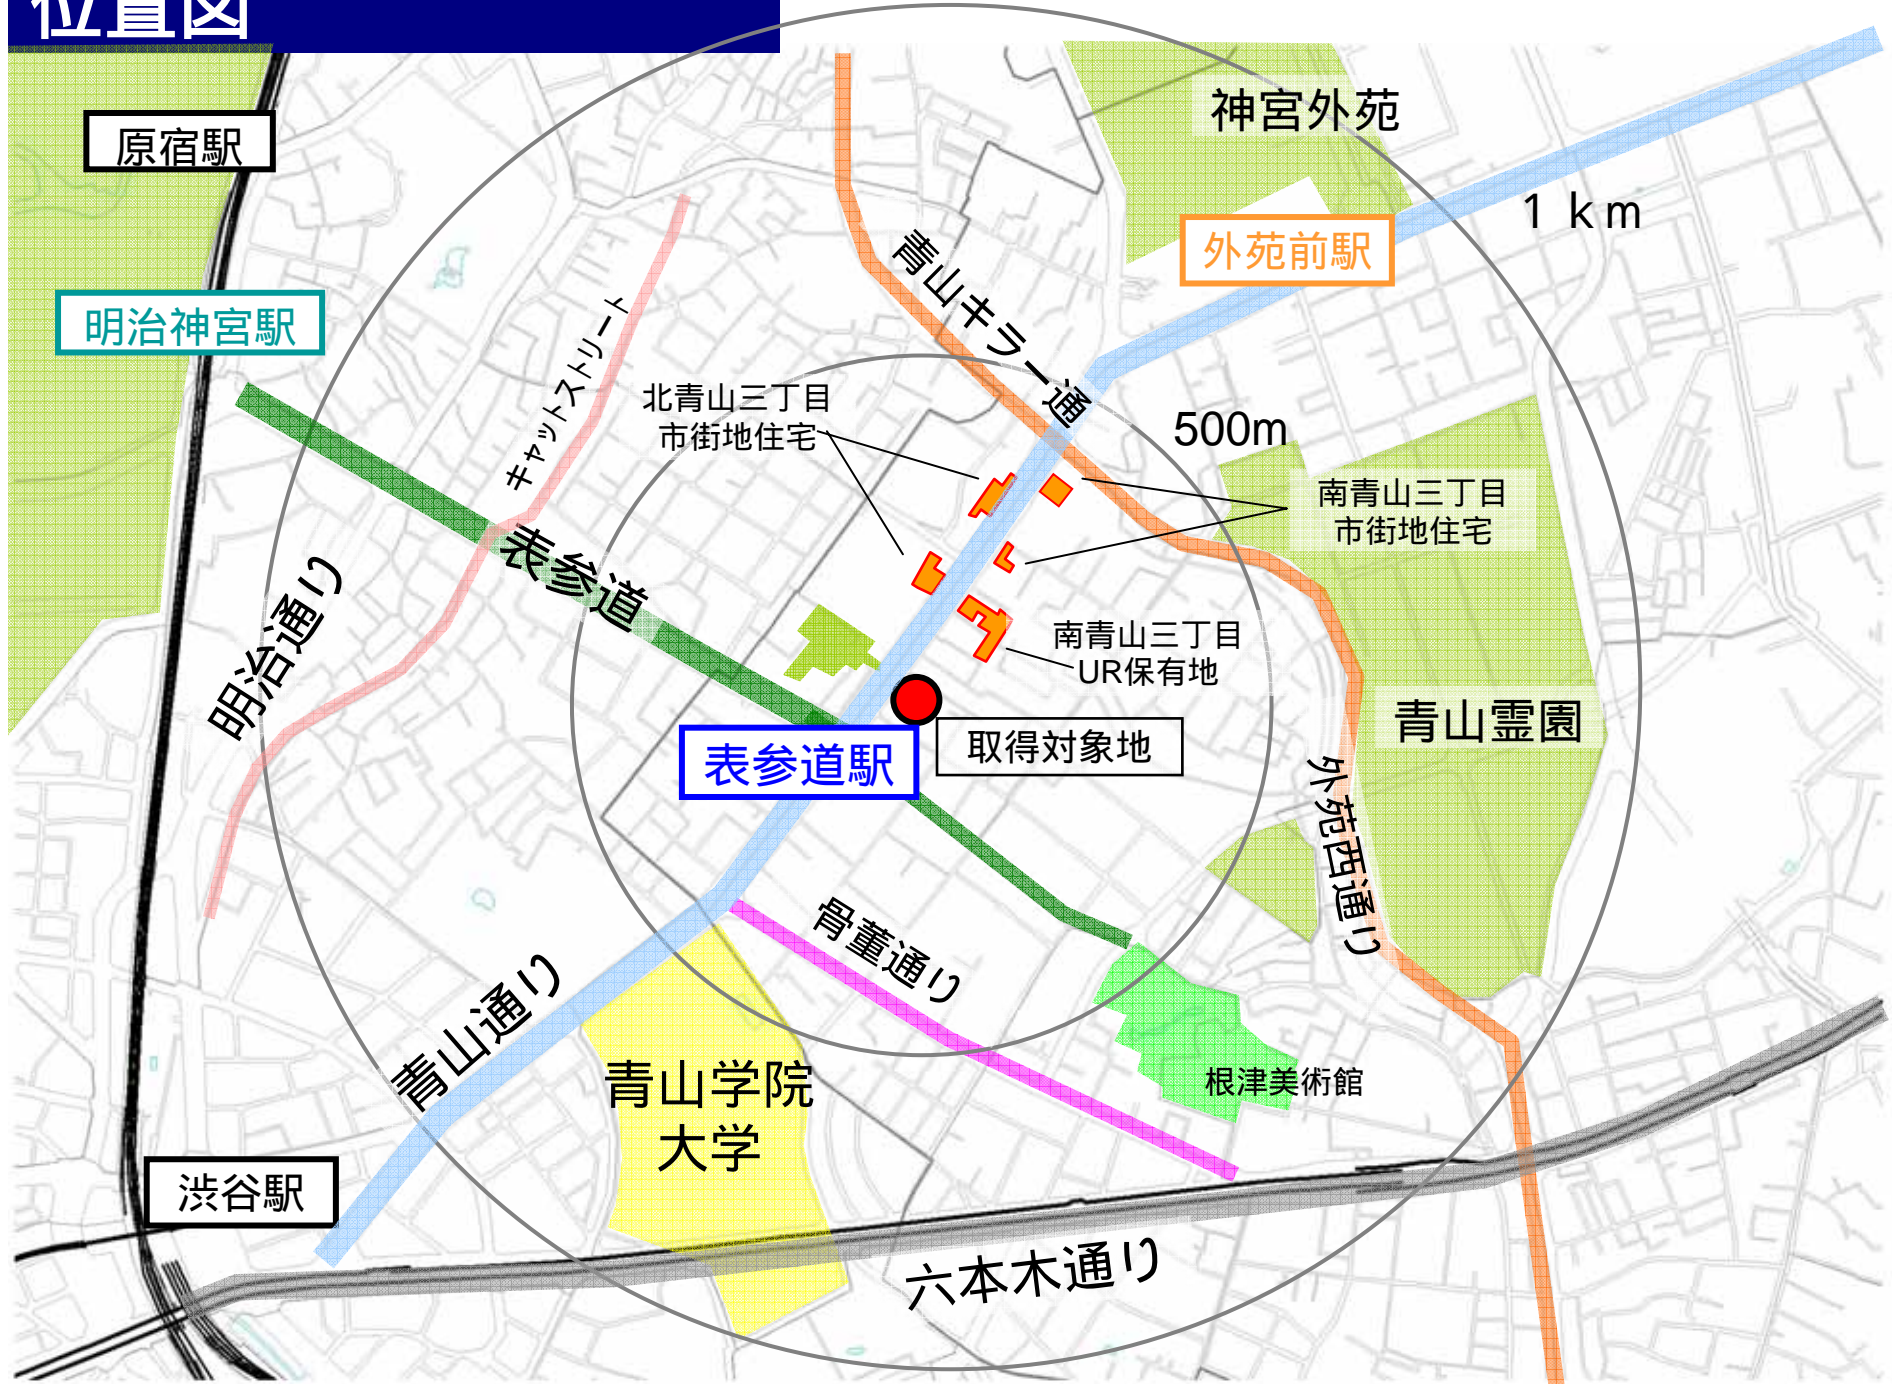 位置図
神宮外苑
原宿駅
1 km
外苑前駅
青山キラー通
明治神宮駅
キャットストリート
北青山三丁目
市街地住宅
500m
南青山三丁目
市街地住宅
表参道
明治通り
南青山三丁目
UR保有地
青山霊園
表参道駅
取得対象地
外苑西通り
骨董通り
青山通り
青山学院
大学
根津美術館
渋谷駅
六本木通り